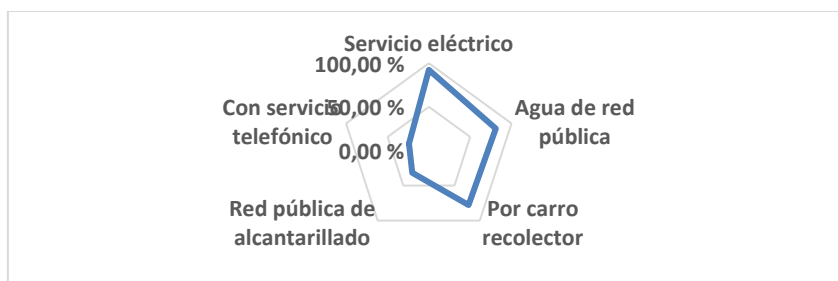 Servicio eléctrico
100,00 %
50,00 %
0,00 %
Agua de red
pública
Por carro
recolector
Red pública de
alcantarillado
Con servicio
telefónico